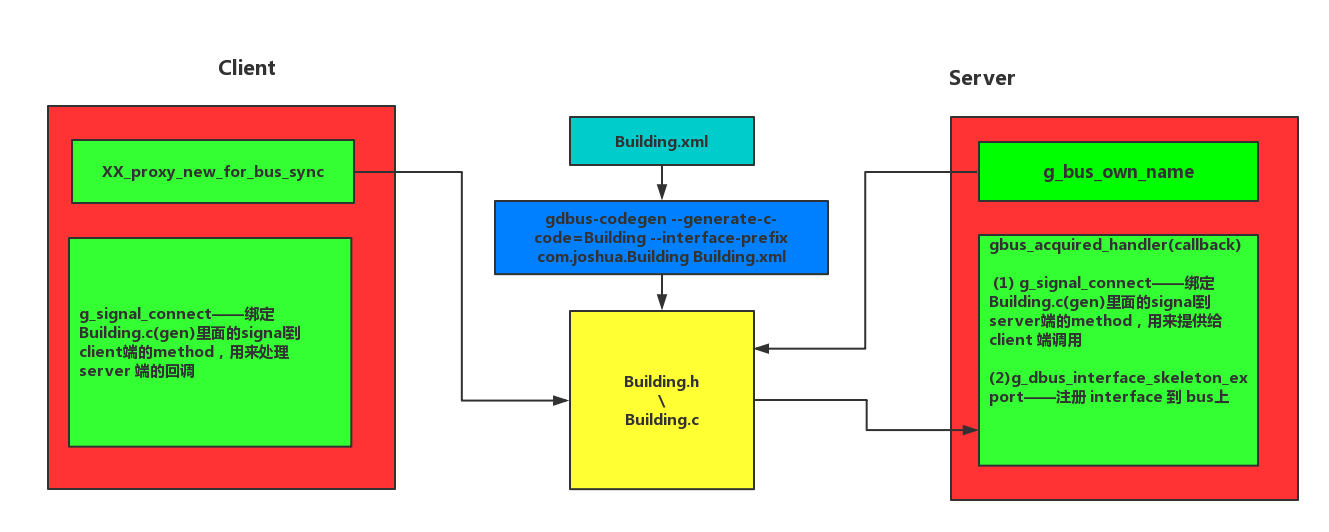 Client
XX_proxy_new_for_bus_sync
g_signal_connect——绑定
Building.c(gen)里面的signal到
client端的method，用来处理
server 端的回调
Building.xml
gdbus-codegen --generate-c-
code=Building --interface-prefix
com.joshua.Building Building.xml
Building.h
\
Building.c
Server
g_bus_own_name
gbus_acquired_handler(callback)
(1) g_signal_connect——绑定
Building.c(gen)里面的signal到
server端的method，用来提供给
client 端调用
(2)g_dbus_interface_skeleton_ex
port——注册 interface 到 bus上